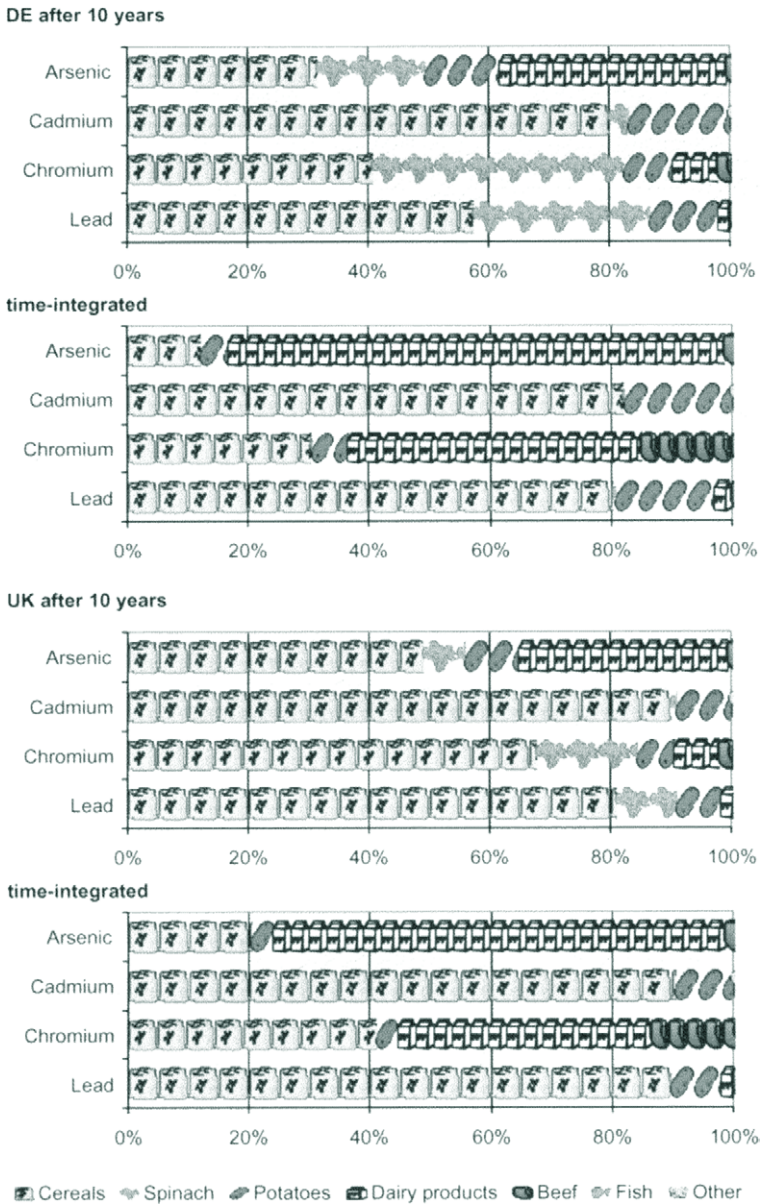 DE after 10 years
Arsenic
Cadmium
Chromium
Lead
0% 20% 40% 60% 80% 100%
time-integrated
Arsenic
Cadmium
Chromium
Lead
0% 20% 40% 60% 80% 100%
UK after 10 years
Arsenic
Cadmium
Chromium
Lead
0% 20% 40% 60% 80% 100%
time-integrated
Arsenic
Cadmium
Chromium
Lead
0% 20% 40% 60% 80% 100%
Cereals Spinach Potatoes Dairy products Beef Fish Other